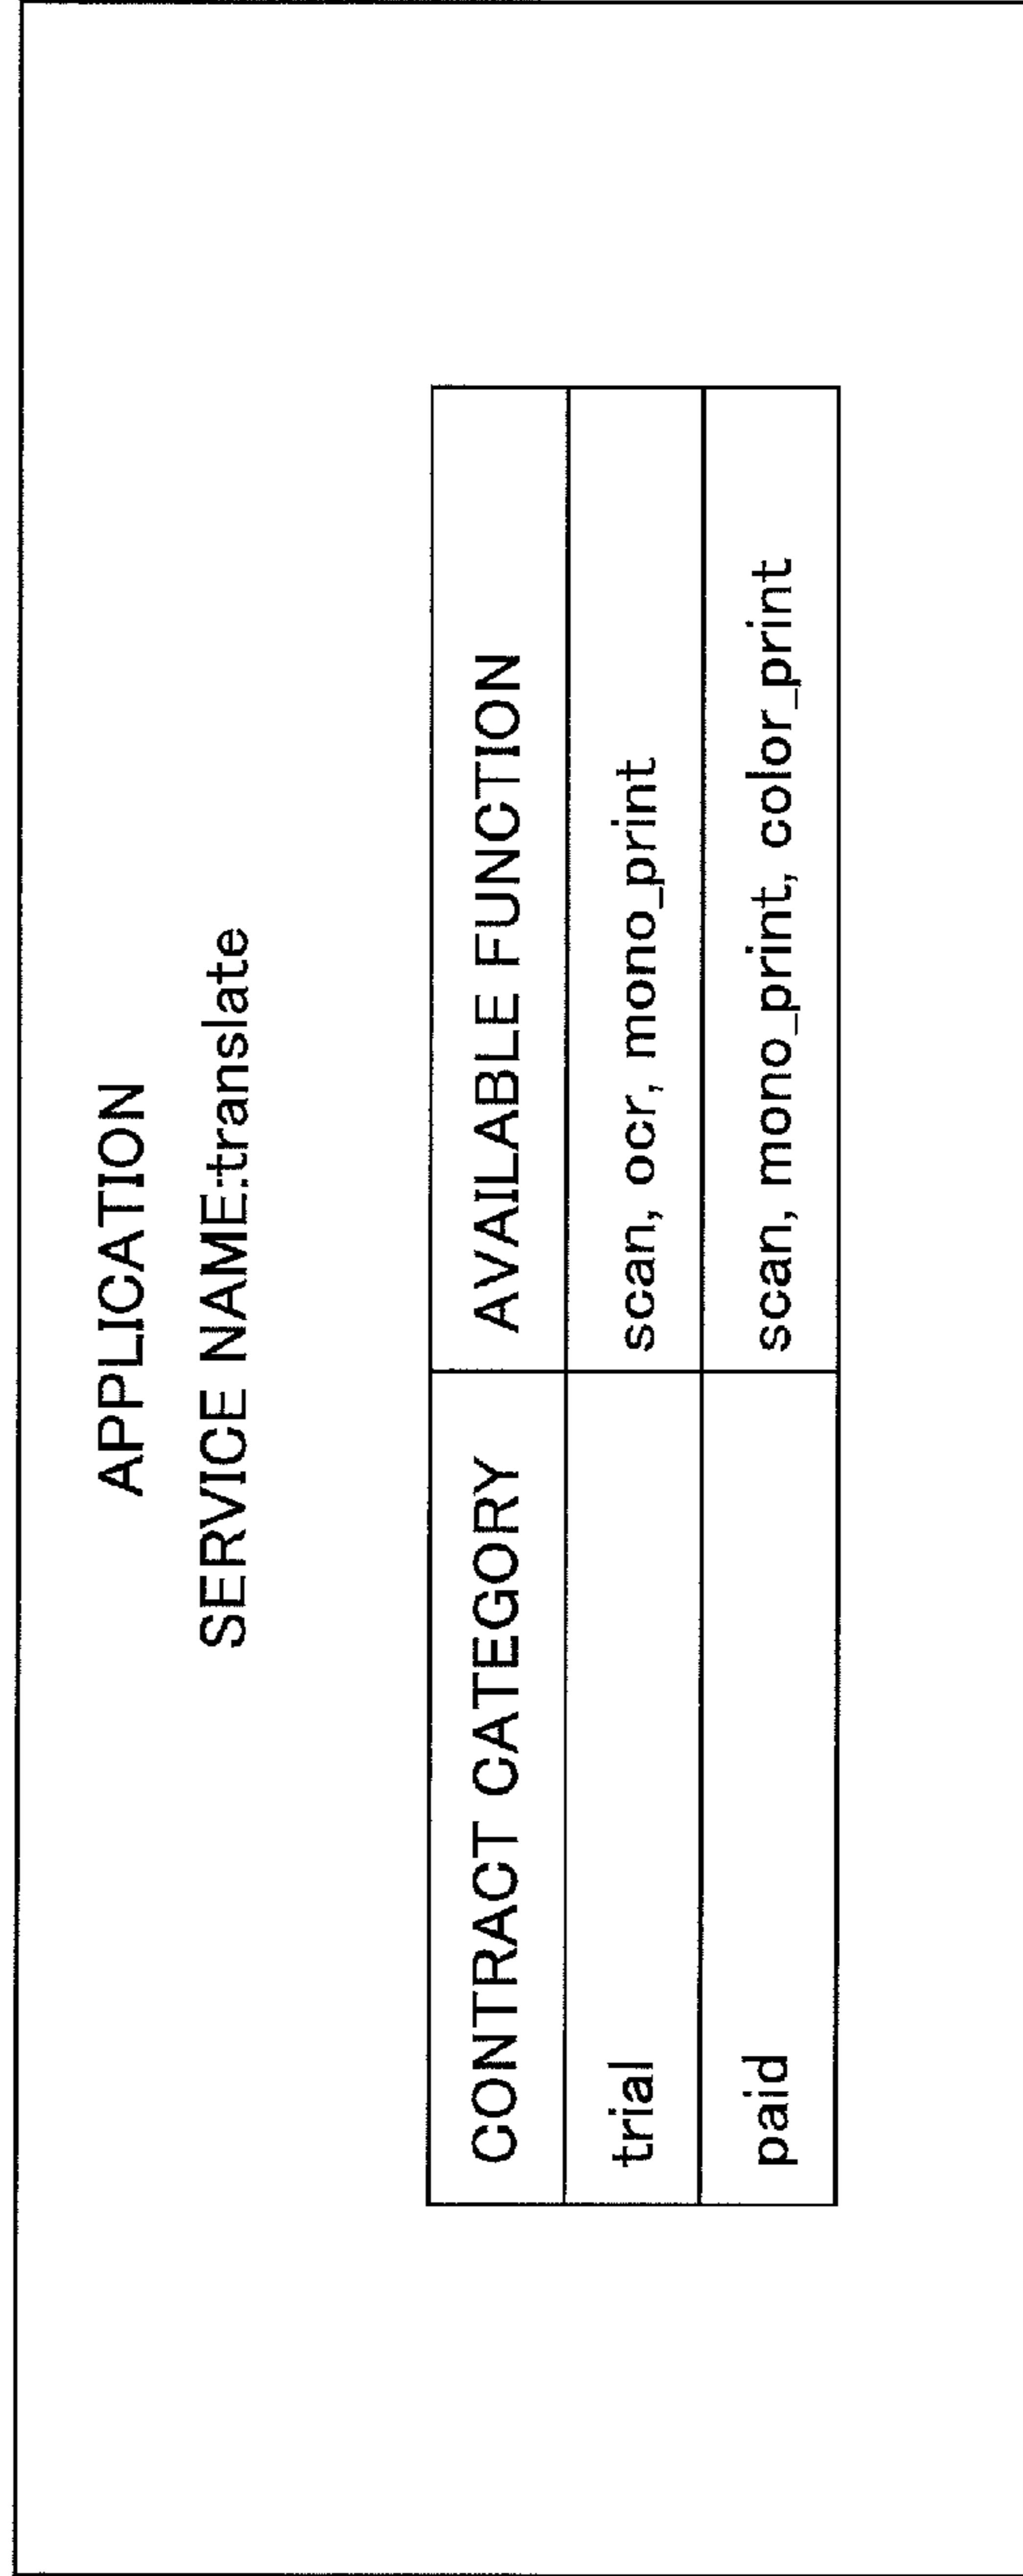 APPLICATION
SERVICE NAME:translate
CONTRACT CATEGORY AVAILABLE FUNCTION
trial scan, ocr, mono_print
paid scan, mono_print, color_print